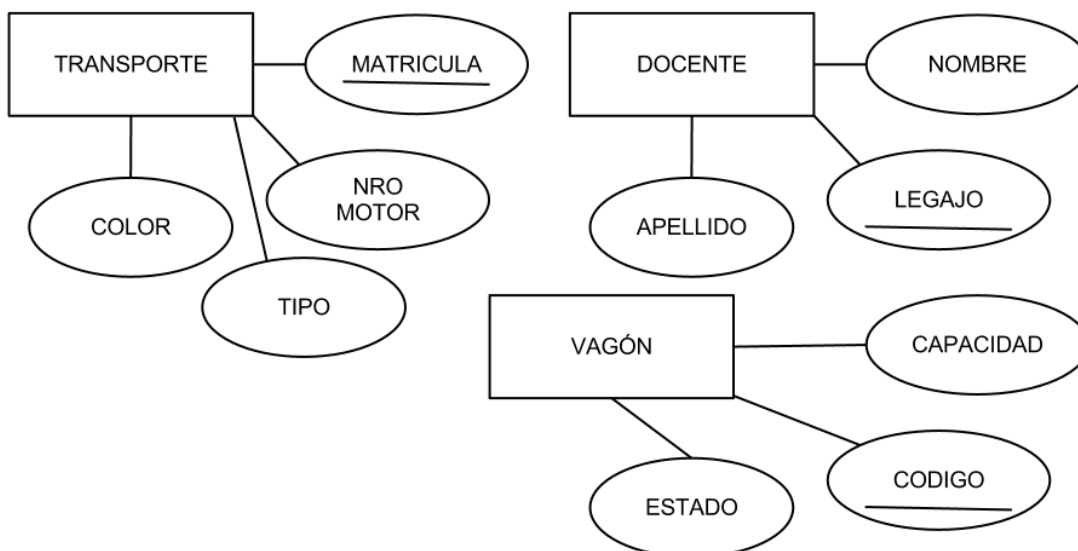 TRANSPORTE
MATRICULA
NRO
MOTOR
COLOR
TIPO
DOCENTE
NOMBRE
LEGAJO
APELLIDO
VAGÓN
CAPACIDAD
CODIGO
ESTADO